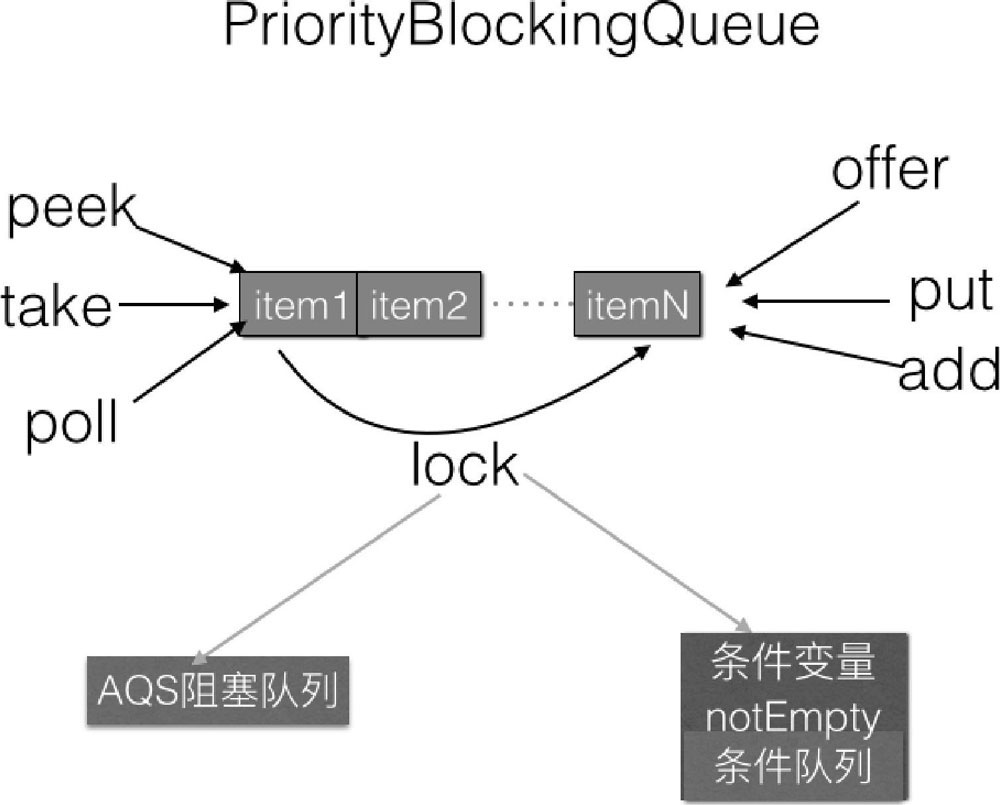 PriorityBlockingQueue
offer
peek
take
item1
item2
itemN
put
add
poll
lock
AQS阻塞队列
条件变量
notEmpty
条件队列